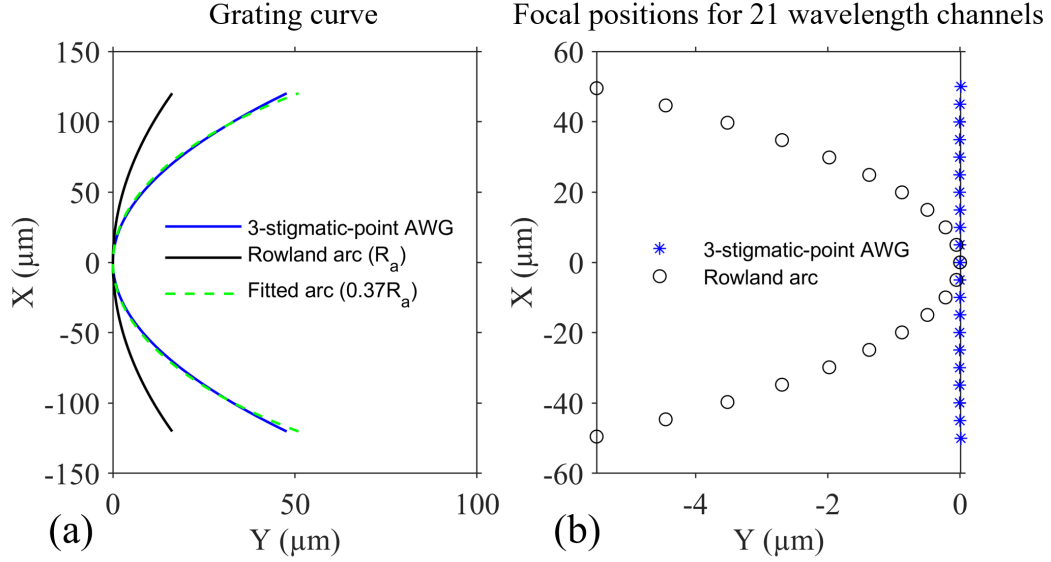 Grating curve
150
100
50
0
-50
-100
-150
0
50
100
X (μm)
Y (μm)
3-stigmatic-point AWG
Rowland arc (Rₐ)
Fitted arc (0.37Rₐ)
(a)
Focal positions for 21 wavelength channels
60
40
20
0
-20
-40
-60
-4
-2
0
X (μm)
Y (μm)
3-stigmatic-point AWG
Rowland arc
(b)